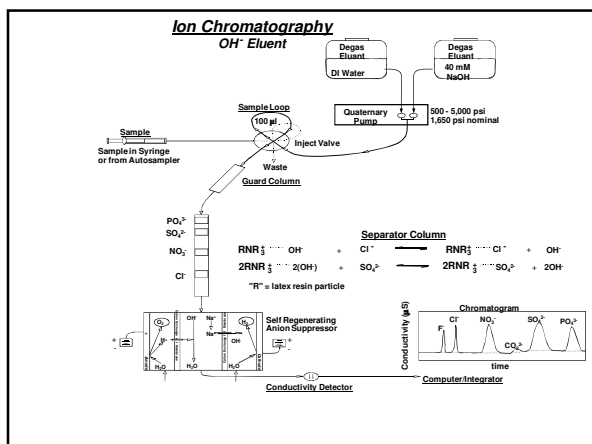 Ion Chromatography
OH⁻ Eluent
Degas
Eluant
DI Water
Degas
Eluant
40 mM
NaOH
Quaternary
Pump
500 - 5,000 psi
1,650 psi nominal
Sample Loop
100 µl
Inject Valve
Waste
Sample
Sample in Syringe
or from Autosampler
Guard Column
PO₄³⁻
SO₄²⁻
NO₃⁻
Cl⁻
Separator Column
RNR₃⁺ OH⁻ + Cl⁻ RNR₃⁺ Cl⁻ + OH⁻
2RNR₃⁺ 2(OH⁻) + SO₄²⁻ 2RNR₃⁺ SO₄²⁻ + 2OH⁻
"R" = latex resin particle
Self Regenerating
Anion Suppressor
+
-
O₂
H⁺
OH⁻
Na⁺
Na⁺
H₂
OH⁻
+
-
H₂O
H₂O
H₂O
Conductivity Detector
Computer/Integrator
Chromatogram
Conductivity (µS)
F⁻
Cl⁻
NO₃⁻
CO₃²⁻
SO₄²⁻
PO₄³⁻
time